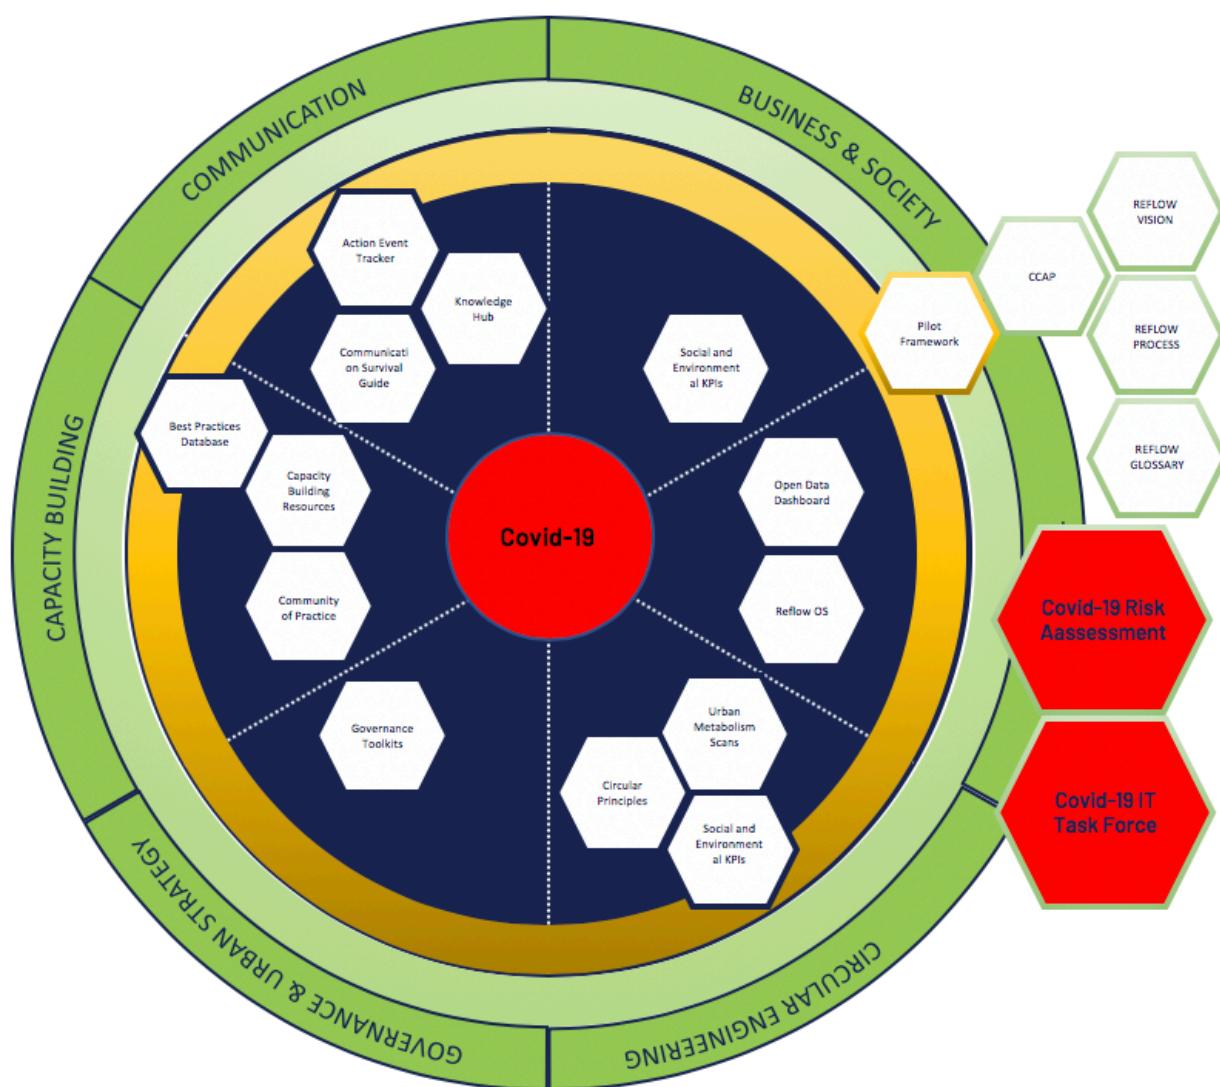 COMMUNICATION
BUSINESS & SOCIETY
CAPACITY BUILDING
GOVERNANCE & URBAN STRATEGY
CIRCULAR ENGINEERING
Action Event
Tracker
Knowledge
Hub
Communicati
on Survival
Guide
Social and
Environment
al KPIs
Best Practices
Database
Capacity
Building
Resources
Community
of Practice
Governance
Toolkits
Covid-19
Open Data
Dashboard
Reflow OS
Urban
Metabolism
Scans
Circular
Principles
Social and
Environment
al KPIs
Pilot
Framework
CCAP
REFLOW
VISION
REFLOW
PROCESS
REFLOW
GLOSSARY
Covid-19 Risk
Aassessment
Covid-19 IT
Task Force